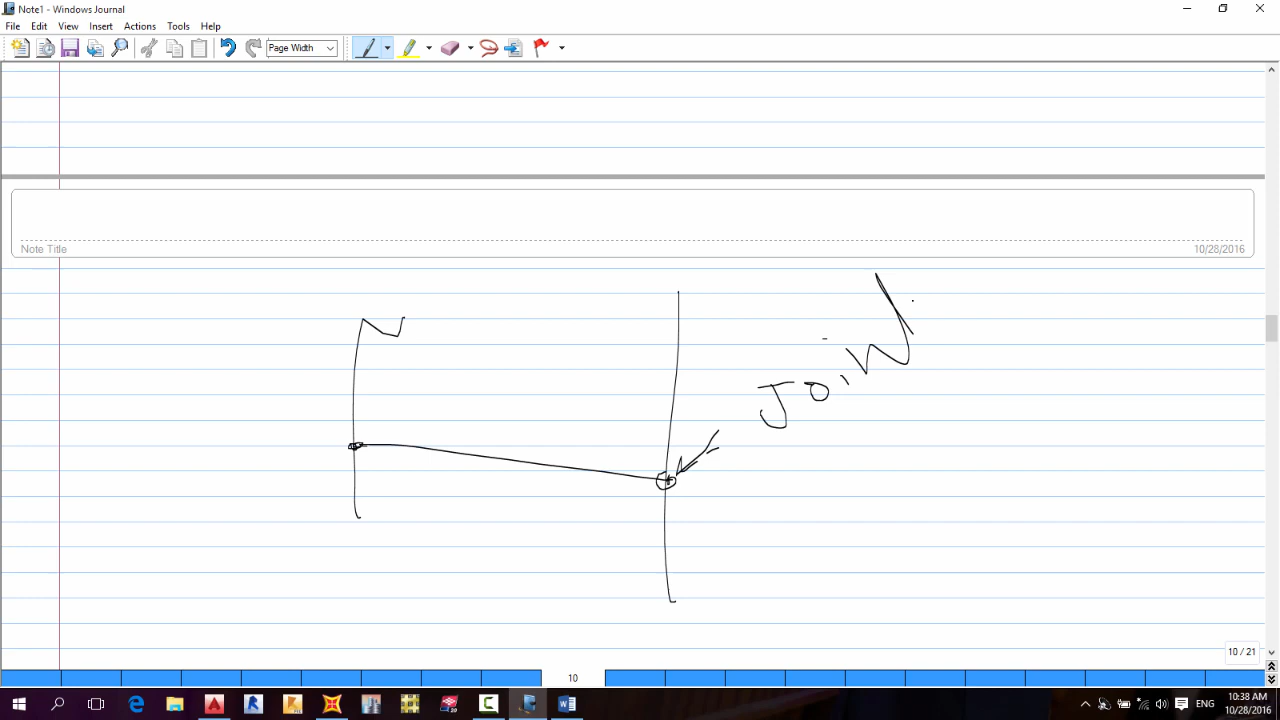 Note1 - Windows Journal
File Edit View Insert Actions Tools Help
Page Width
Note Title
10/28/2016
Joint
10 / 21
10
ENG
10:38 AM
10/28/2016